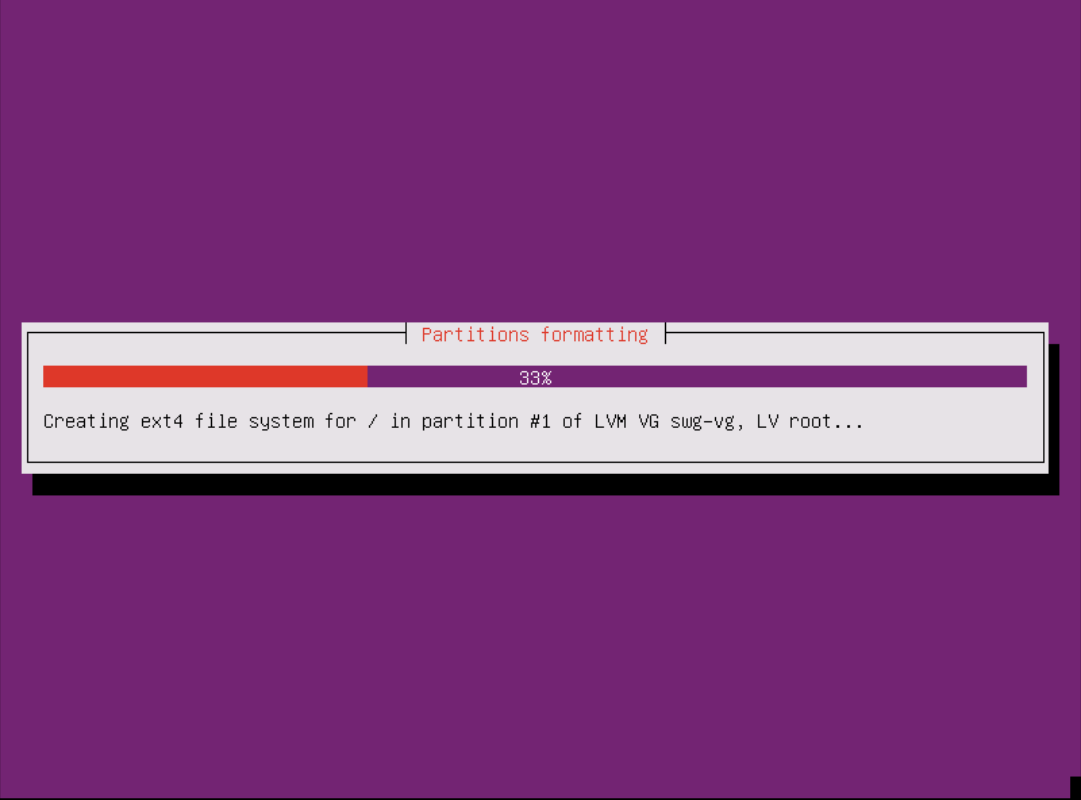 Partitions formatting
33%
Creating ext4 file system for / in partition #1 of LVM VG swg-vg, LV root...